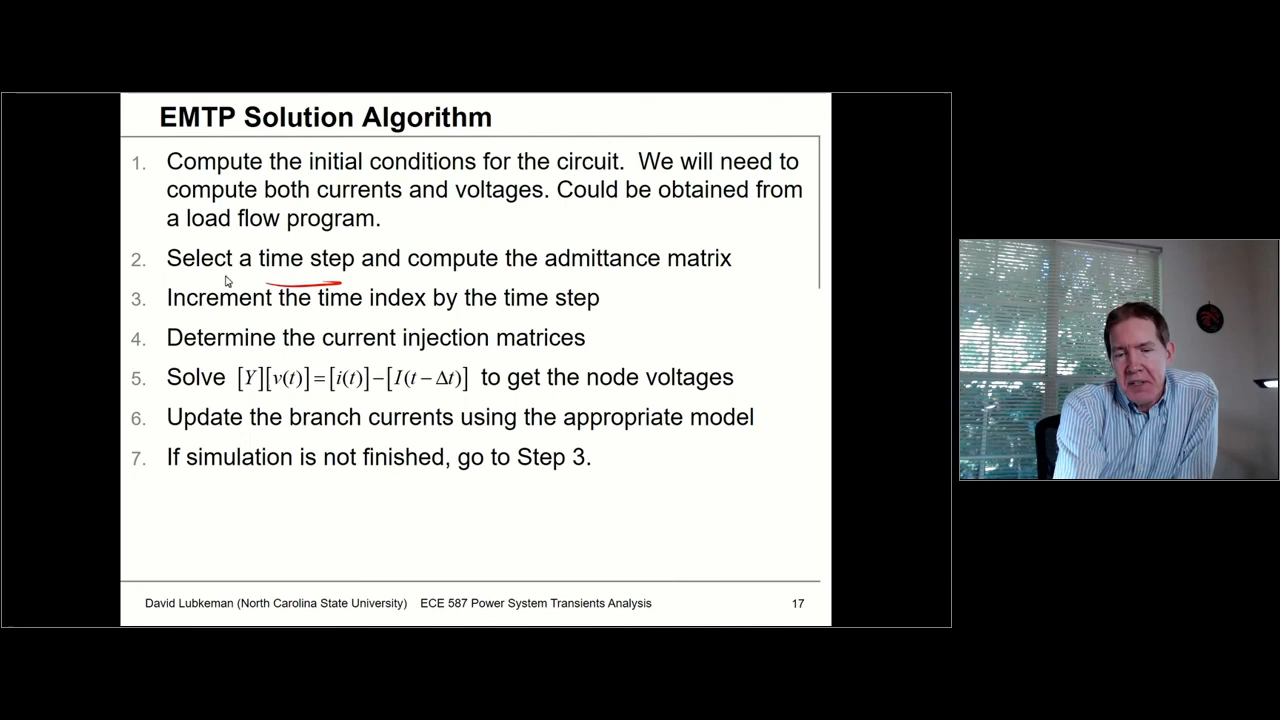 EMTP Solution Algorithm
1. Compute the initial conditions for the circuit. We will need to
compute both currents and voltages. Could be obtained from
a load flow program.
2. Select a time step and compute the admittance matrix
3. Increment the time index by the time step
4. Determine the current injection matrices
5. Solve [Y][v(t)]=[i(t)]−[I(t−Δt)] to get the node voltages
6. Update the branch currents using the appropriate model
7. If simulation is not finished, go to Step 3.
David Lubkeman (North Carolina State University) ECE 587 Power System Transients Analysis 17